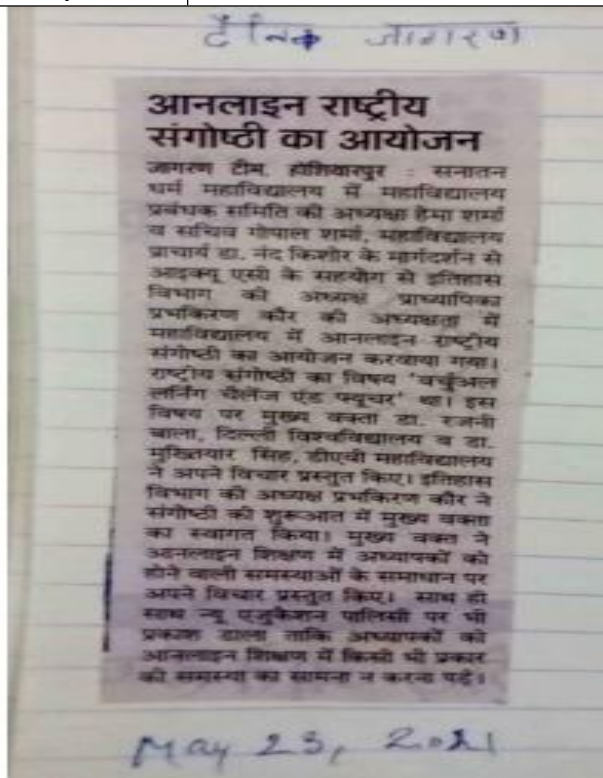 दैनिक जागरण
आनलाइन राष्ट्रीय
संगोष्ठी का आयोजन
जागरण टीम, होशियारपुर : सनातन
धर्म महाविद्यालय में महाविद्यालय
प्रबंधक समिति की अध्यक्षा हेमा शर्मा
व सचिव गोपाल शर्मा, महाविद्यालय
प्राचार्य डा. नंद किशोर के मार्गदर्शन से
आइक्यू एसी के सहयोग से इतिहास
विभाग की अध्यक्ष प्राध्यापिका
प्रभकिरण कौर की अध्यक्षता में
महाविद्यालय में आनलाइन राष्ट्रीय
संगोष्ठी का आयोजन करवाया गया।
राष्ट्रीय संगोष्ठी का विषय 'वर्चुअल
लर्निंग चैलेंज एंड फ्यूचर' था। इस
विषय पर मुख्य वक्ता डा. रजनी
बाला, दिल्ली विश्वविद्यालय व डा.
मुख्तियार सिंह, डीएवी महाविद्यालय
ने अपने विचार प्रस्तुत किए। इतिहास
विभाग की अध्यक्ष प्रभकिरण कौर ने
संगोष्ठी की शुरूआत में मुख्य वक्ता
का स्वागत किया। मुख्य वक्त ने
आनलाइन शिक्षण में अध्यापकों को
होने वाली समस्याओं के समाधान पर
अपने विचार प्रस्तुत किए। साथ ही
साथ न्यू एजुकेशन पालिसी पर भी
प्रकाश डाला ताकि अध्यापकों को
आनलाइन शिक्षण में किसी भी प्रकार
की समस्या का सामना न करना पड़े।
May 23, 2021